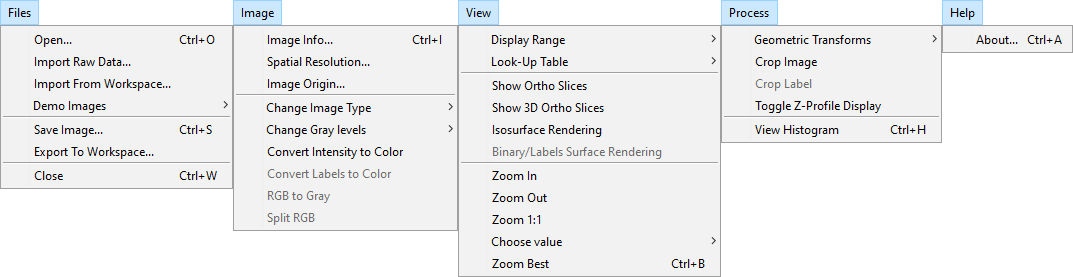 Files
Open... Ctrl+O
Import Raw Data...
Import From Workspace...
Demo Images
Save Image... Ctrl+S
Export To Workspace...
Close Ctrl+W
Image
Image Info... Ctrl+I
Spatial Resolution...
Image Origin...
Change Image Type
Change Gray levels
Convert Intensity to Color
Convert Labels to Color
RGB to Gray
Split RGB
View
Display Range
Look-Up Table
Show Ortho Slices
Show 3D Ortho Slices
Isosurface Rendering
Binary/Labels Surface Rendering
Zoom In
Zoom Out
Zoom 1:1
Choose value
Zoom Best Ctrl+B
Process
Geometric Transforms
Crop Image
Crop Label
Toggle Z-Profile Display
View Histogram Ctrl+H
Help
About... Ctrl+A